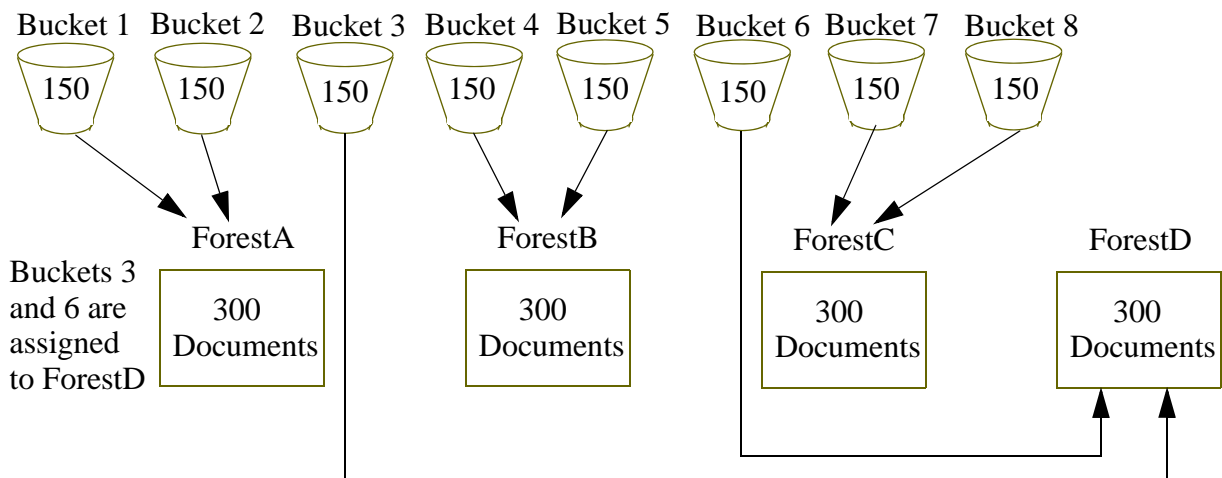 Bucket 1 Bucket 2 Bucket 3 Bucket 4 Bucket 5 Bucket 6 Bucket 7 Bucket 8
150 150 150 150 150 150 150 150
ForestA ForestB ForestC ForestD
Buckets 3
and 6 are
assigned
to ForestD
300
Documents
300
Documents
300
Documents
300
Documents